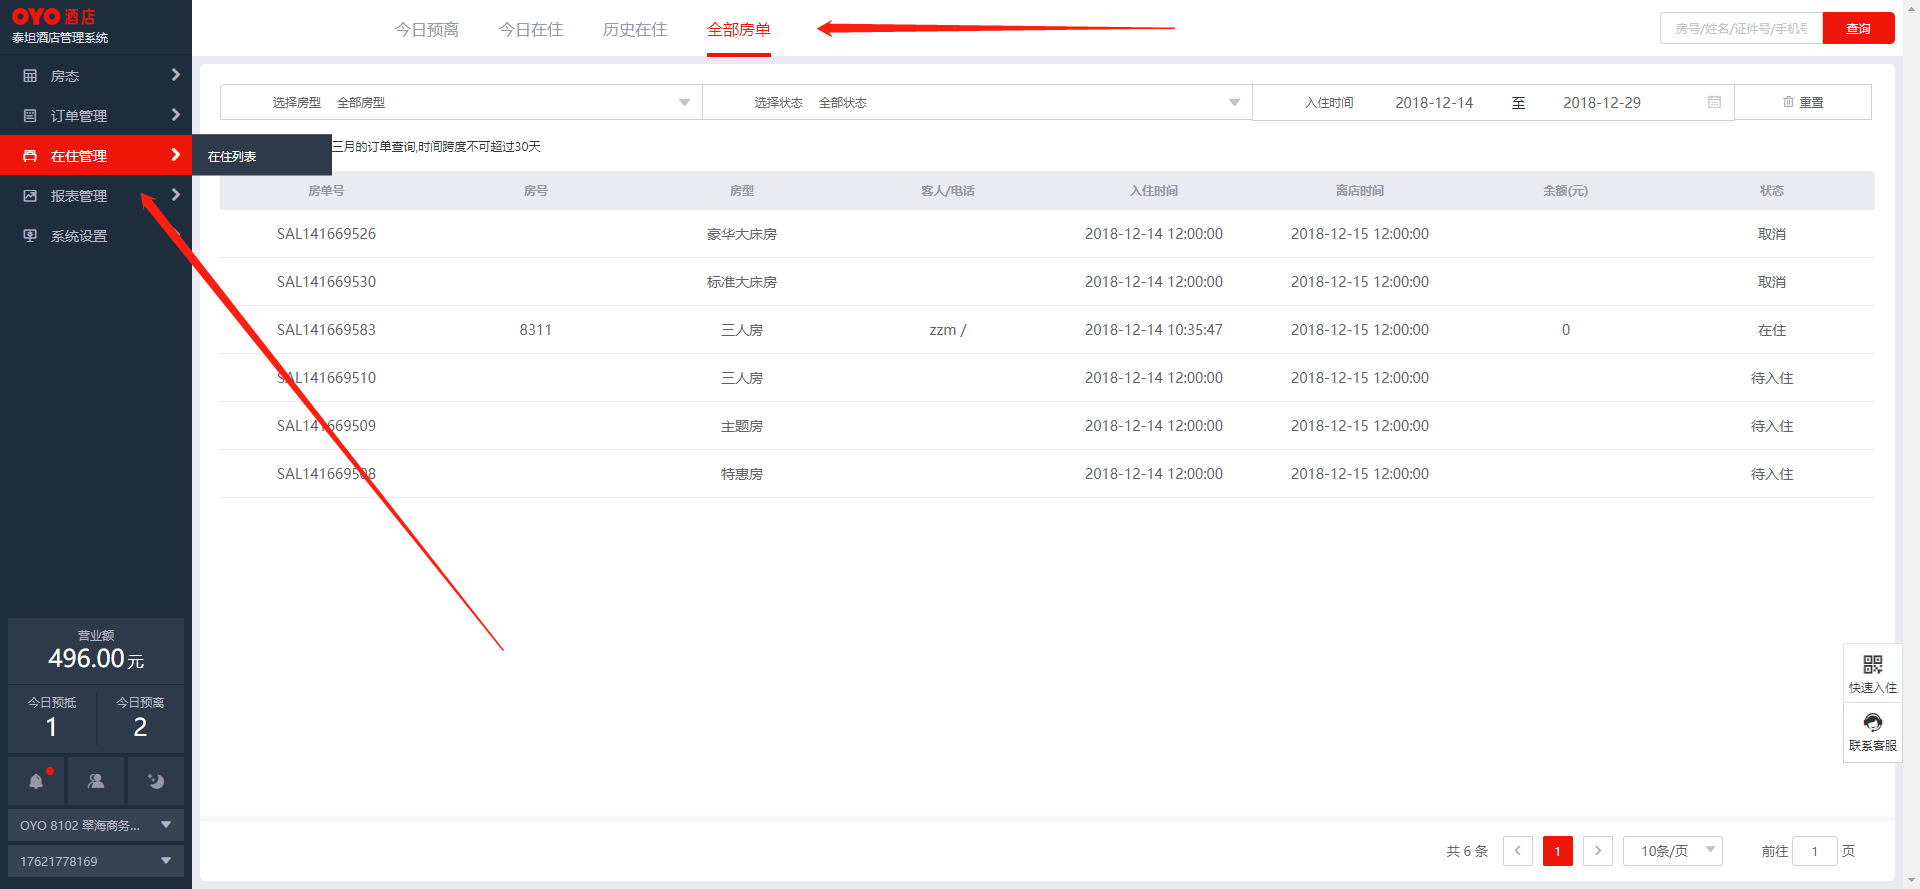 OYO 酒店
泰坦酒店管理系统
房态
订单管理
在住管理
在住列表
报表管理
系统设置
今日预离 今日在住 历史在住 全部房单
房号/姓名/证件号/手机号 查询
选择房型 全部房型 选择状态 全部状态 入住时间 2018-12-14 至 2018-12-29 重置
三月的订单查询,时间跨度不可超过30天
房单号 房号 房型 客人/电话 入住时间 离店时间 余额(元) 状态
SAL141669526 豪华大床房 2018-12-14 12:00:00 2018-12-15 12:00:00 取消
SAL141669530 标准大床房 2018-12-14 12:00:00 2018-12-15 12:00:00 取消
SAL141669583 8311 三人房 zzm / 2018-12-14 10:35:47 2018-12-15 12:00:00 0 在住
SAL141669510 三人房 2018-12-14 12:00:00 2018-12-15 12:00:00 待入住
SAL141669509 主题房 2018-12-14 12:00:00 2018-12-15 12:00:00 待入住
SAL141669508 特惠房 2018-12-14 12:00:00 2018-12-15 12:00:00 待入住
营业额
496.00元
今日预抵 今日预离
1 2
OYO 8102 翠海商务...
17621778169
快速入住
联系客服
共 6 条 1 10条/页 前往 1 页